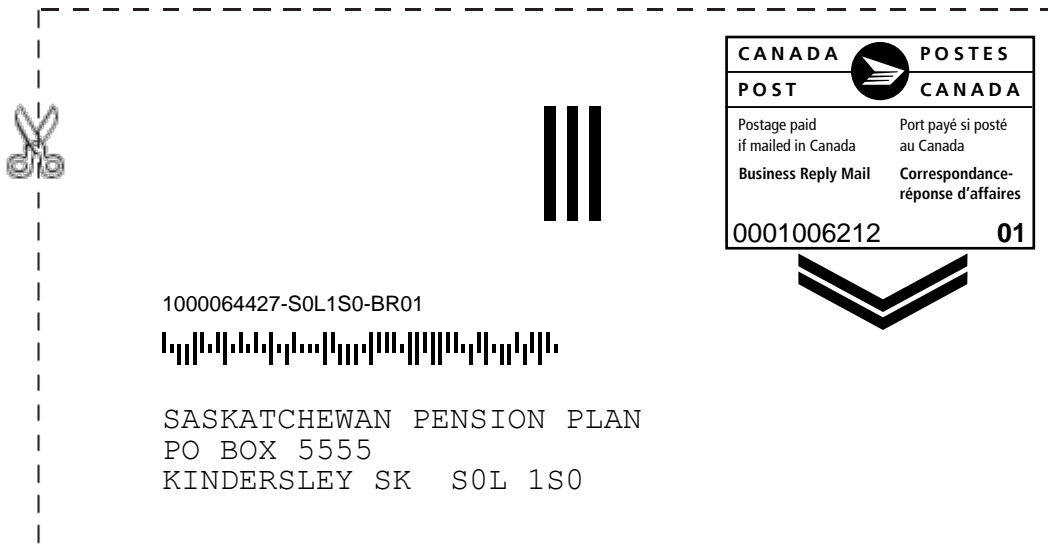 CANADA POSTES
POST CANADA
Postage paid
if mailed in Canada
Port payé si posté
au Canada
Business Reply Mail
Correspondance-
réponse d’affaires
0001006212 01
1000064427-S0L1S0-BR01
SASKATCHEWAN PENSION PLAN
PO BOX 5555
KINDERSLEY SK  S0L 1S0